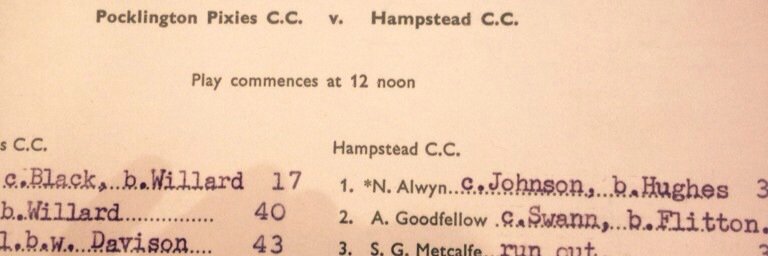 Pocklington Pixies C.C. v. Hampstead C.C.
Play commences at 12 noon
s C.C.
c.Black, b.Willard 17
b.Willard............... 40
l.b.w. Davison.... 43
Hampstead C.C.
1. *N. Alwyn..c.Johnson, b.Hughes 3
2. A. Goodfellow .c.Swann, b.Flitton.
3. S. G. Metcalfe run out